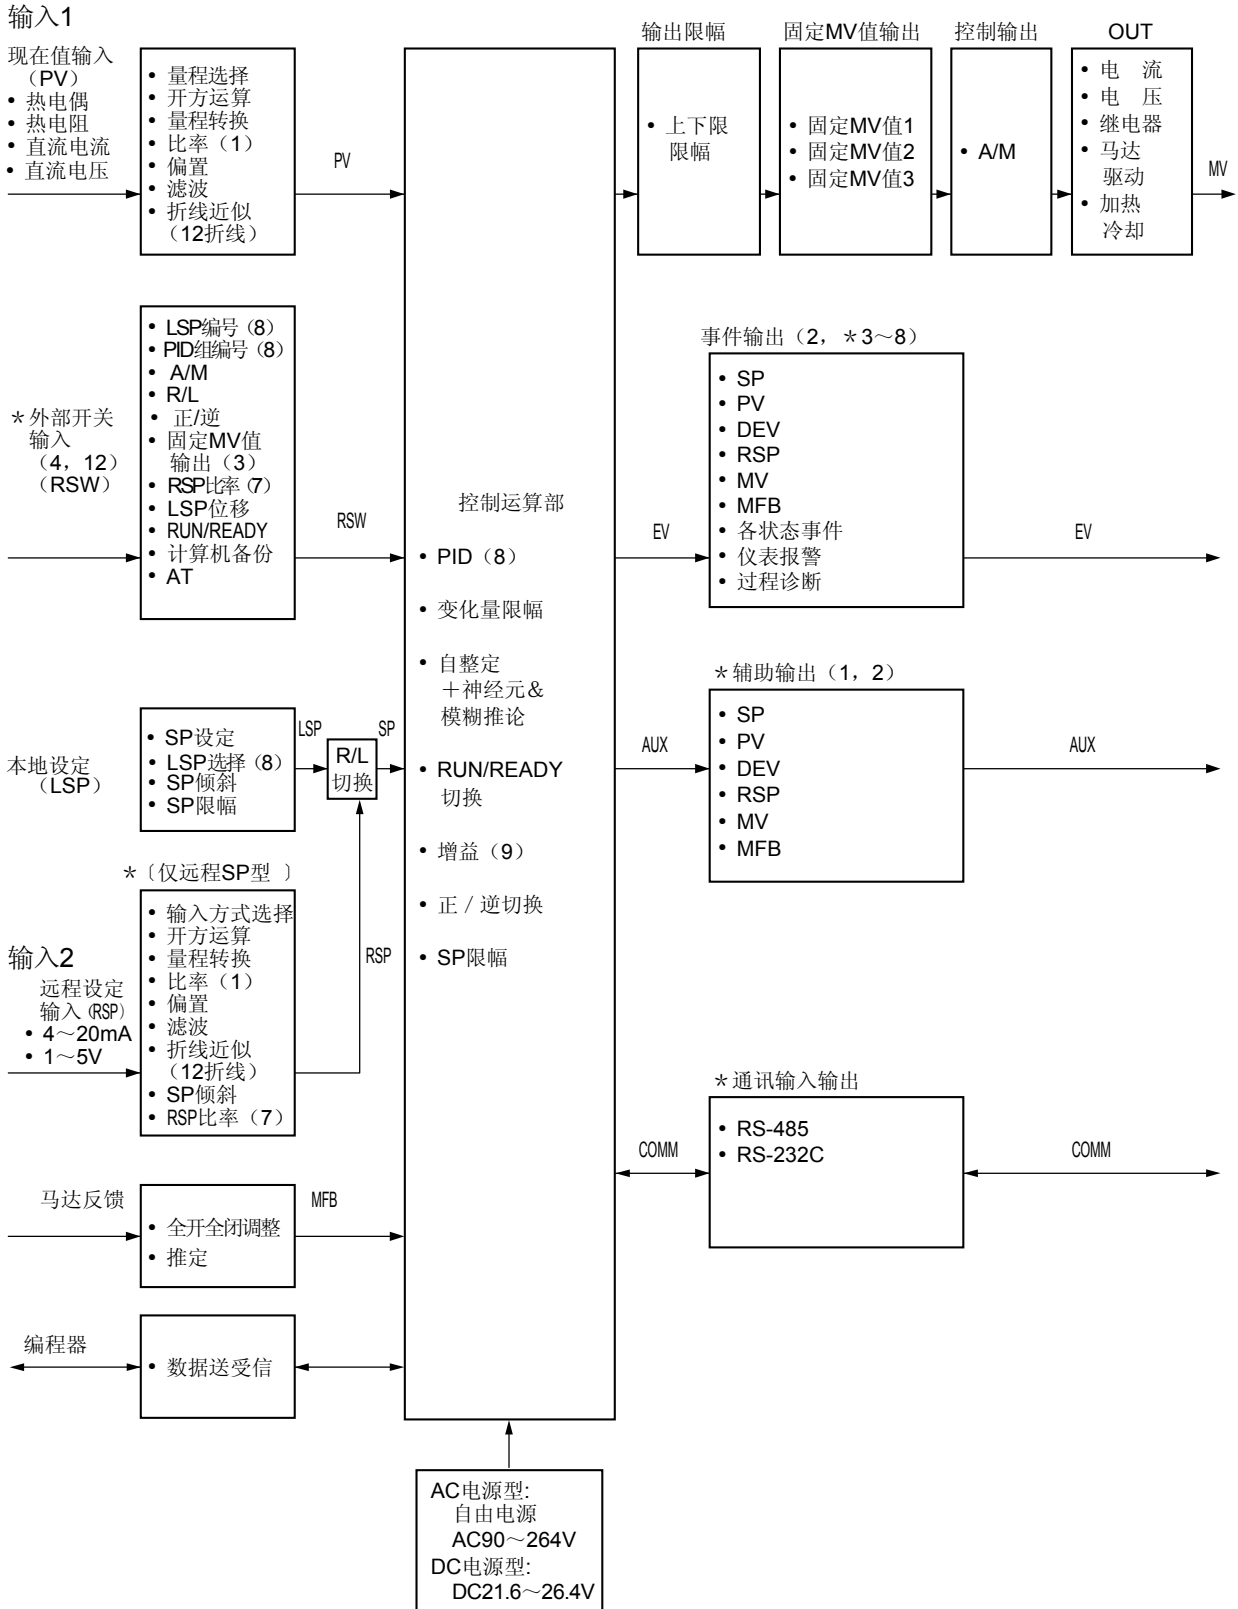 输入1
现在值输入
（PV）
• 热电偶
• 热电阻
• 直流电流
• 直流电压
• 量程选择
• 开方运算
• 量程转换
• 比率（1）
• 偏置
• 滤波
• 折线近似
（12折线）
PV
输出限幅
• 上下限
限幅
固定MV值输出
• 固定MV值1
• 固定MV值2
• 固定MV值3
控制输出
• A/M
OUT
• 电 流
• 电 压
• 继电器
• 马达
驱动
• 加热
冷却
MV
＊外部开关
输入
（4，12）
（RSW）
• LSP编号（8）
• PID组编号（8）
• A/M
• R/L
• 正/逆
• 固定MV值
输出（3）
• RSP比率（7）
• LSP位移
• RUN/READY
• 计算机备份
• AT
RSW
控制运算部
• PID（8）
• 变化量限幅
• 自整定
＋神经元&
模糊推论
• RUN/READY
切换
• 增益（9）
• 正／逆切换
• SP限幅
EV
事件输出（2，＊3～8）
• SP
• PV
• DEV
• RSP
• MV
• MFB
• 各状态事件
• 仪表报警
• 过程诊断
EV
本地设定
（LSP）
• SP设定
• LSP选择（8）
• SP倾斜
• SP限幅
LSP
R/L
切换
SP
AUX
＊辅助输出（1，2）
• SP
• PV
• DEV
• RSP
• MV
• MFB
AUX
＊〔仅远程SP型 〕
输入2
远程设定
输入（RSP）
• 4～20mA
• 1～5V
• 输入方式选择
• 开方运算
• 量程转换
• 比率（1）
• 偏置
• 滤波
• 折线近似
（12折线）
• SP倾斜
• RSP比率（7）
RSP
COMM
＊通讯输入输出
• RS-485
• RS-232C
COMM
马达反馈
• 全开全闭调整
• 推定
MFB
编程器
• 数据送受信
AC电源型:
自由电源
AC90～264V
DC电源型:
DC21.6～26.4V